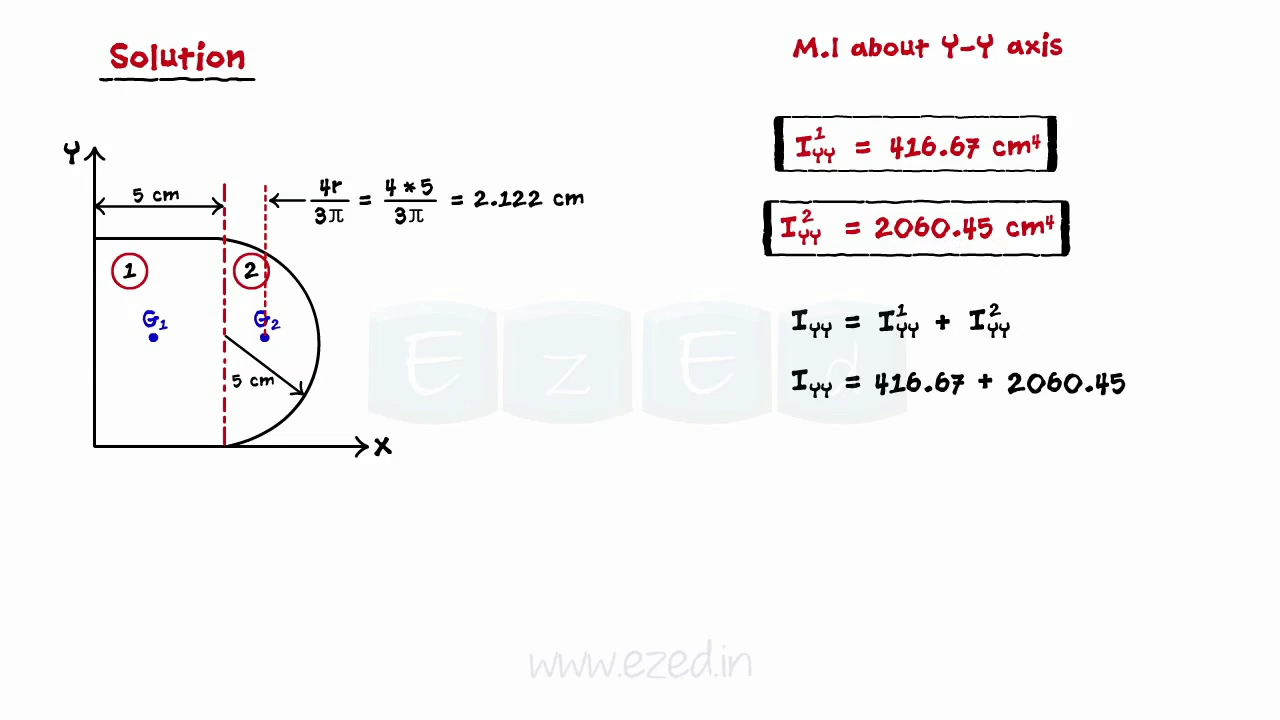 Solution
M.I about Y-Y axis
I¹YY = 416.67 cm⁴
I²YY = 2060.45 cm⁴
IYY = I¹YY + I²YY
IYY = 416.67 + 2060.45
Y
5 cm
4r/3π = 4*5/3π = 2.122 cm
1
2
G₁
G₂
5 cm
X
EzEd
www.ezed.in